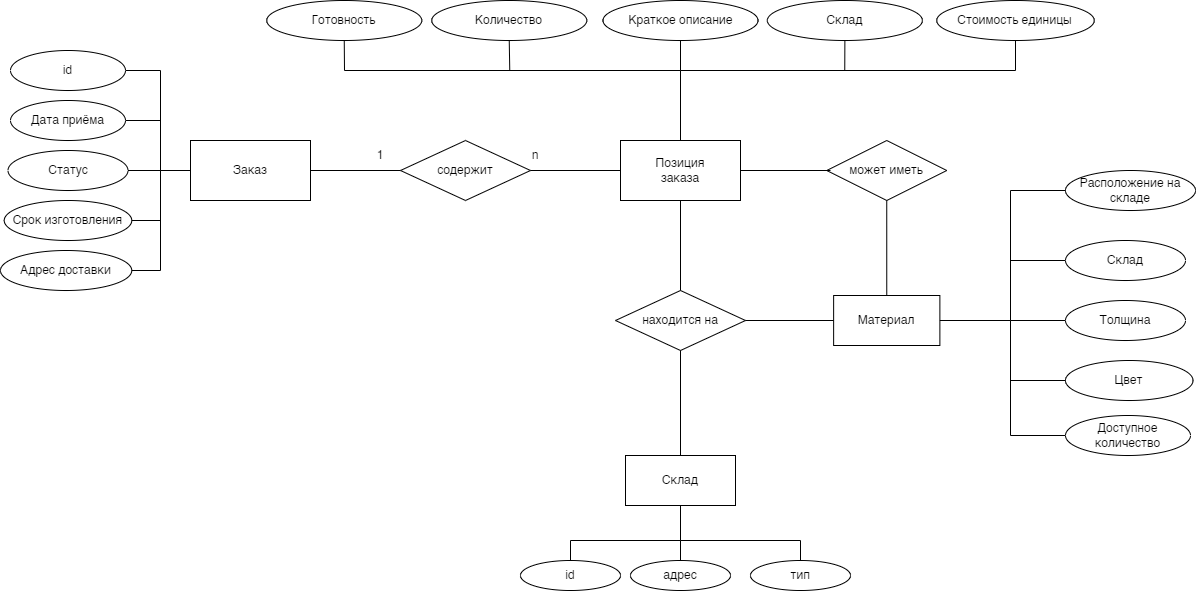 Готовность
Количество
Краткое описание
Склад
Стоимость единицы
id
Дата приёма
Статус
Срок изготовления
Адрес доставки
Заказ
1
содержит
n
Позиция
заказа
может иметь
Расположение на
складе
Склад
Толщина
Цвет
Доступное
количество
находится на
Материал
Склад
id
адрес
тип